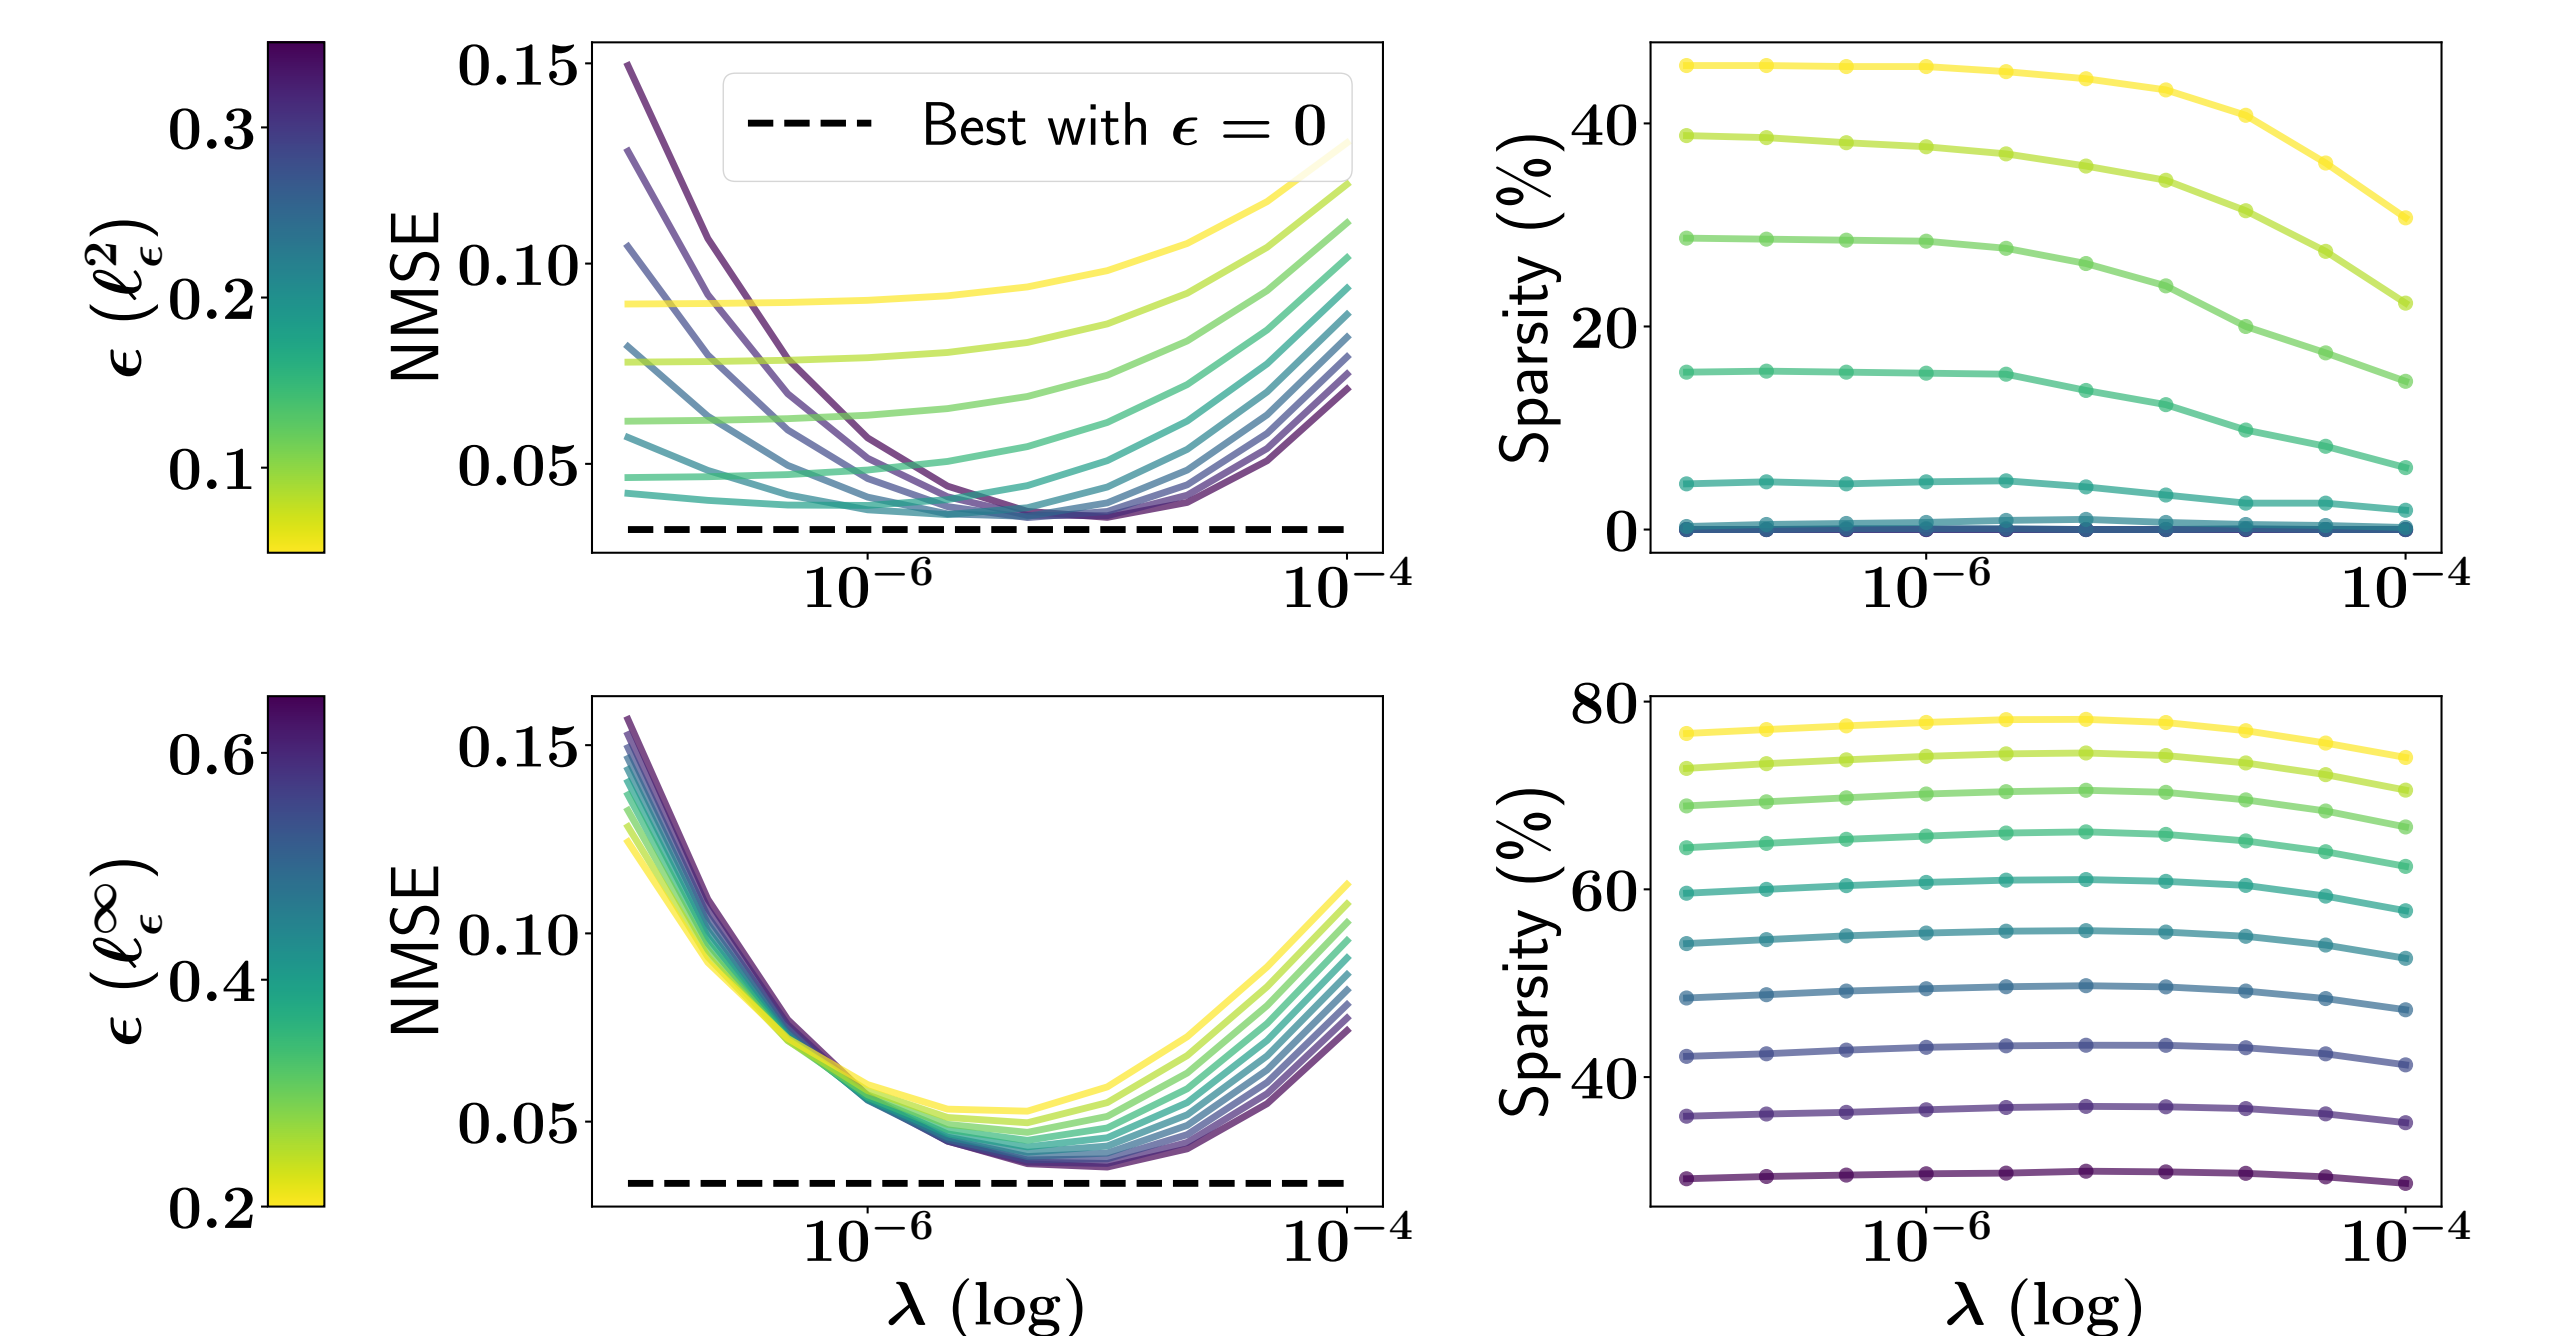 ϵ (ℓ²_ϵ)
0.3
0.2
0.1
NMSE
0.15
0.10
0.05
Best with ϵ = 0
10⁻⁶
10⁻⁴
Sparsity (%)
40
20
0
10⁻⁶
10⁻⁴
ϵ (ℓ^∞_ϵ)
0.6
0.4
0.2
NMSE
0.15
0.10
0.05
10⁻⁶
10⁻⁴
λ (log)
Sparsity (%)
80
60
40
10⁻⁶
10⁻⁴
λ (log)